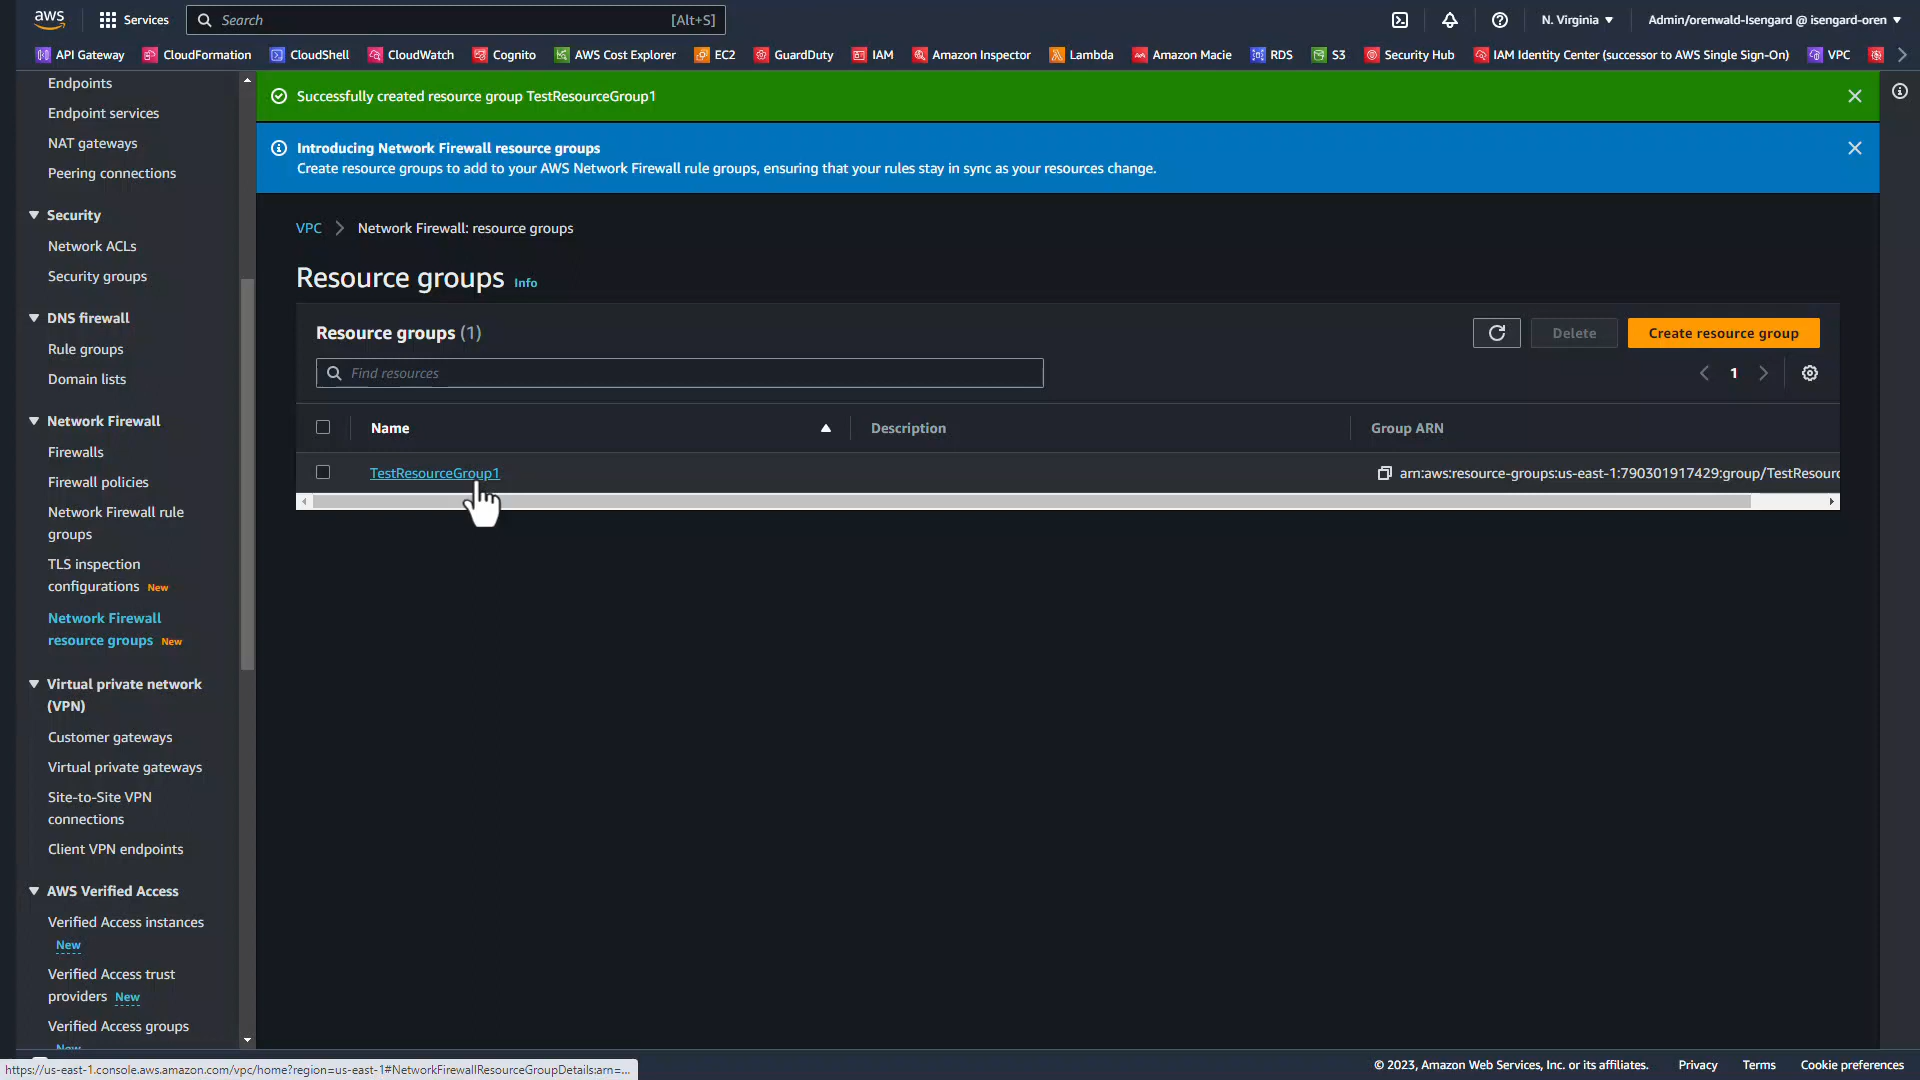 aws
Services
Search
[Alt+S]
N. Virginia
Admin/orenwald-Isengard @ isengard-oren
API Gateway
CloudFormation
CloudShell
CloudWatch
Cognito
AWS Cost Explorer
EC2
GuardDuty
IAM
Amazon Inspector
Lambda
Amazon Macie
RDS
S3
Security Hub
IAM Identity Center (successor to AWS Single Sign-On)
VPC
Endpoints
Endpoint services
NAT gateways
Peering connections
Security
Network ACLs
Security groups
DNS firewall
Rule groups
Domain lists
Network Firewall
Firewalls
Firewall policies
Network Firewall rule
groups
TLS inspection
configurations New
Network Firewall
resource groups New
Virtual private network
(VPN)
Customer gateways
Virtual private gateways
Site-to-Site VPN
connections
Client VPN endpoints
AWS Verified Access
Verified Access instances
New
Verified Access trust
providers New
Verified Access groups
New
Successfully created resource group TestResourceGroup1
Introducing Network Firewall resource groups
Create resource groups to add to your AWS Network Firewall rule groups, ensuring that your rules stay in sync as your resources change.
VPC
Network Firewall: resource groups
Resource groups Info
Resource groups (1)
Delete
Create resource group
Find resources
1
Name
Description
Group ARN
TestResourceGroup1
arn:aws:resource-groups:us-east-1:790301917429:group/TestResourc
https://us-east-1.console.aws.amazon.com/vpc/home?region=us-east-1#NetworkFirewallResourceGroupDetails:arn=...
© 2023, Amazon Web Services, Inc. or its affiliates.
Privacy
Terms
Cookie preferences